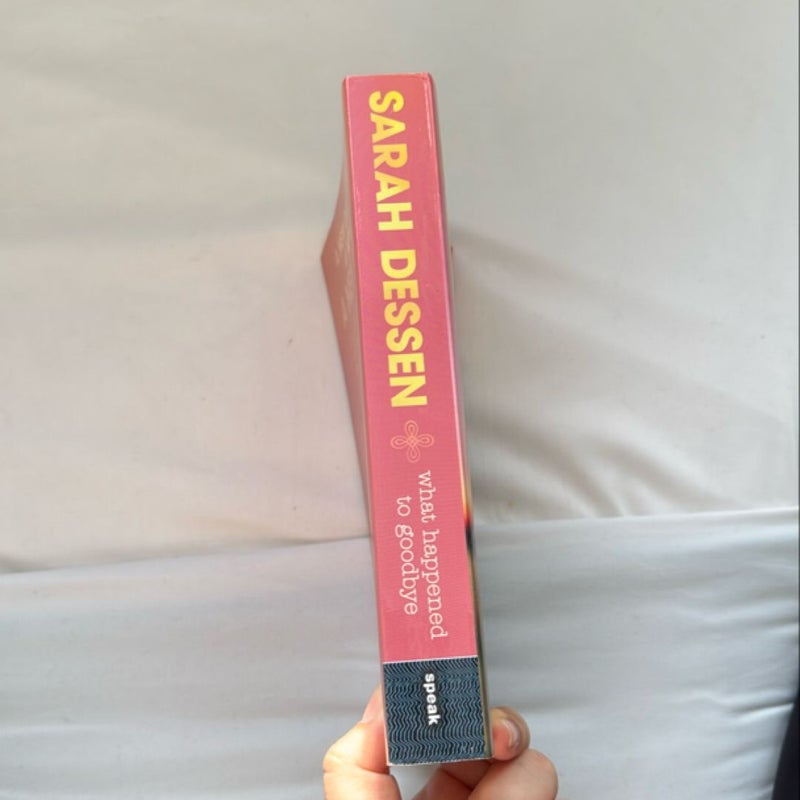 SARAH DESSEN
what happened
to goodbye
speak